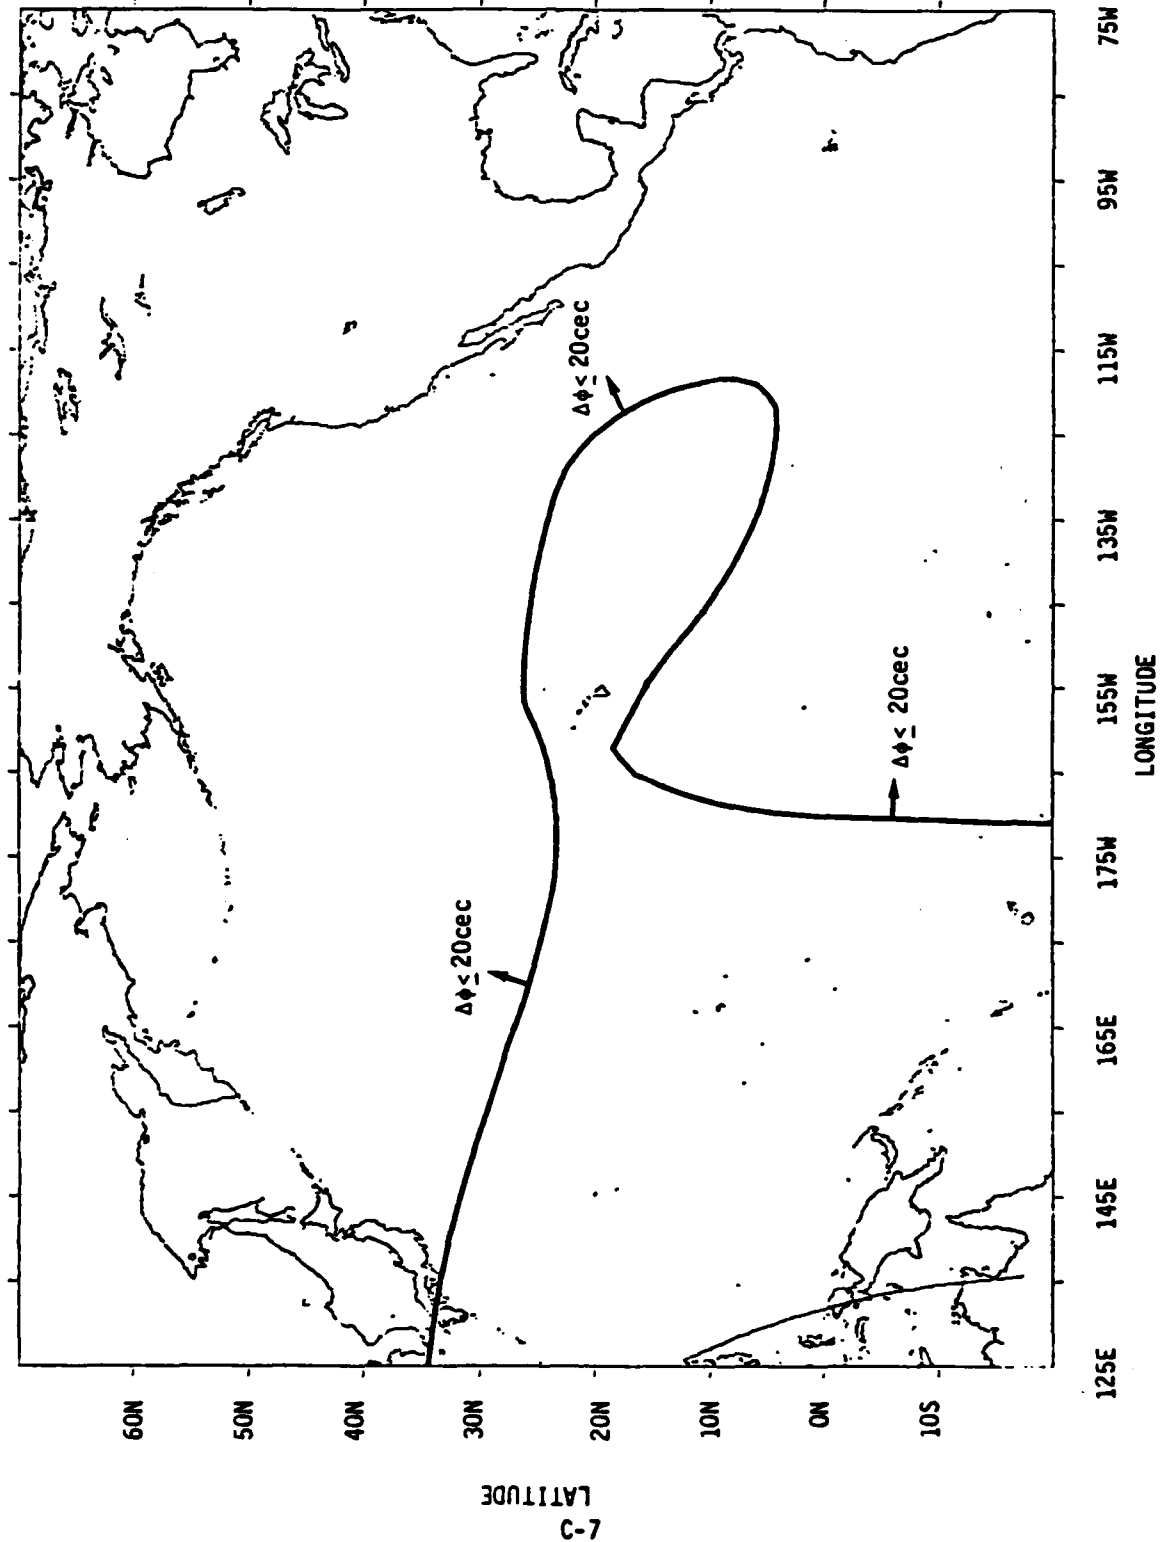 60N
50N
40N
30N
20N
10N
0N
10S
LATITUDE
125E
145E
165E
175W
155W
135W
115W
95W
75W
LONGITUDE
Δϕ ≤ 20cec
Δϕ ≤ 20cec
Δϕ ≤ 20cec
C-7